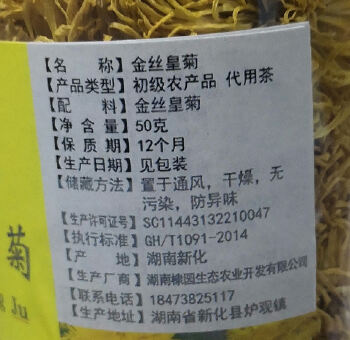 【名 称】金丝皇菊
【产品类型】初级农产品 代用茶
【配 料】金丝皇菊
【净 含 量】50克
【保 质 期】12个月
【生产日期】见包装
【储藏方法】置于通风，干燥，无
污染，防异味
【生产许可证号】SC11443132210047
【执行标准】GH/T1091-2014
【产 地】湖南新化
【生产厂商】湖南橡园生态农业开发有限公司
【联系电话】18473825117
【生产地址】湖南省新化县炉观镇
菊
Ju